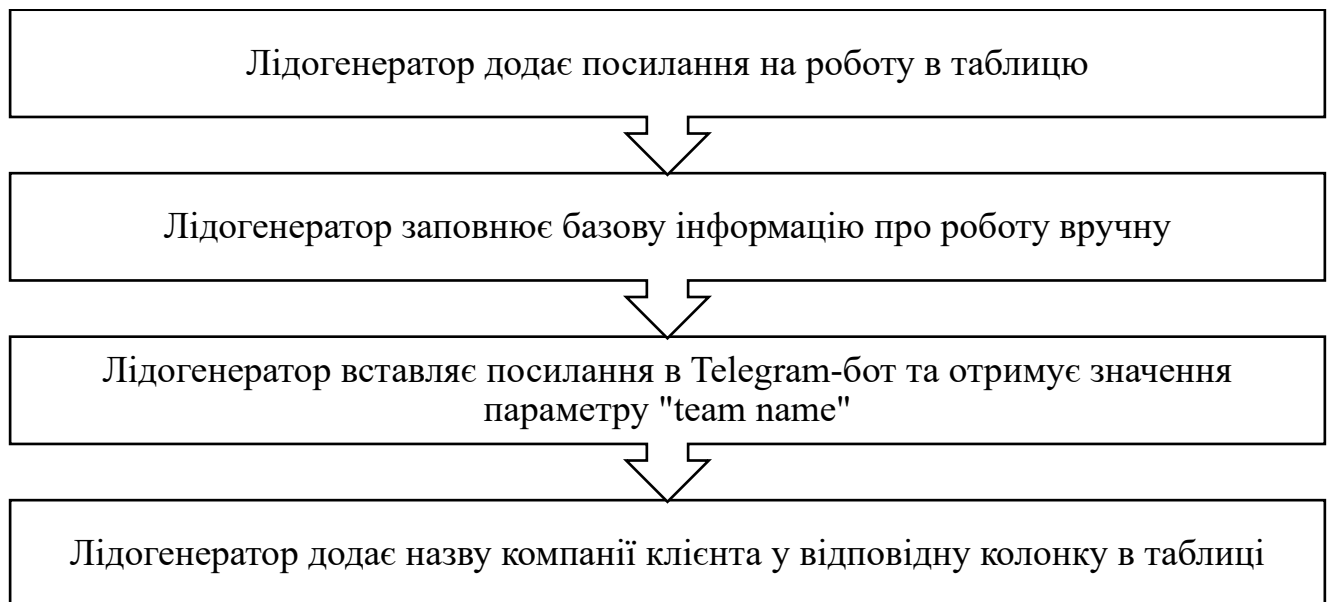 Лідогенератор додає посилання на роботу в таблицю
Лідогенератор заповнює базову інформацію про роботу вручну
Лідогенератор вставляє посилання в Telegram-бот та отримує значення
параметру "team name"
Лідогенератор додає назву компанії клієнта у відповідну колонку в таблиці